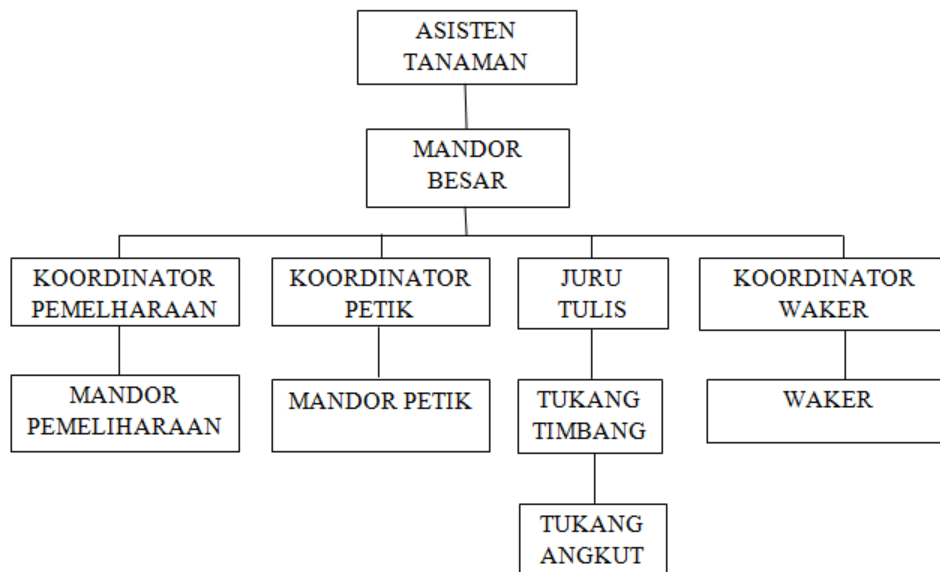 ASISTEN
TANAMAN
MANDOR
BESAR
KOORDINATOR
PEMELHARAAN
KOORDINATOR
PETIK
JURU
TULIS
KOORDINATOR
WAKER
MANDOR
PEMELIHARAAN
MANDOR PETIK
TUKANG
TIMBANG
WAKER
TUKANG
ANGKUT